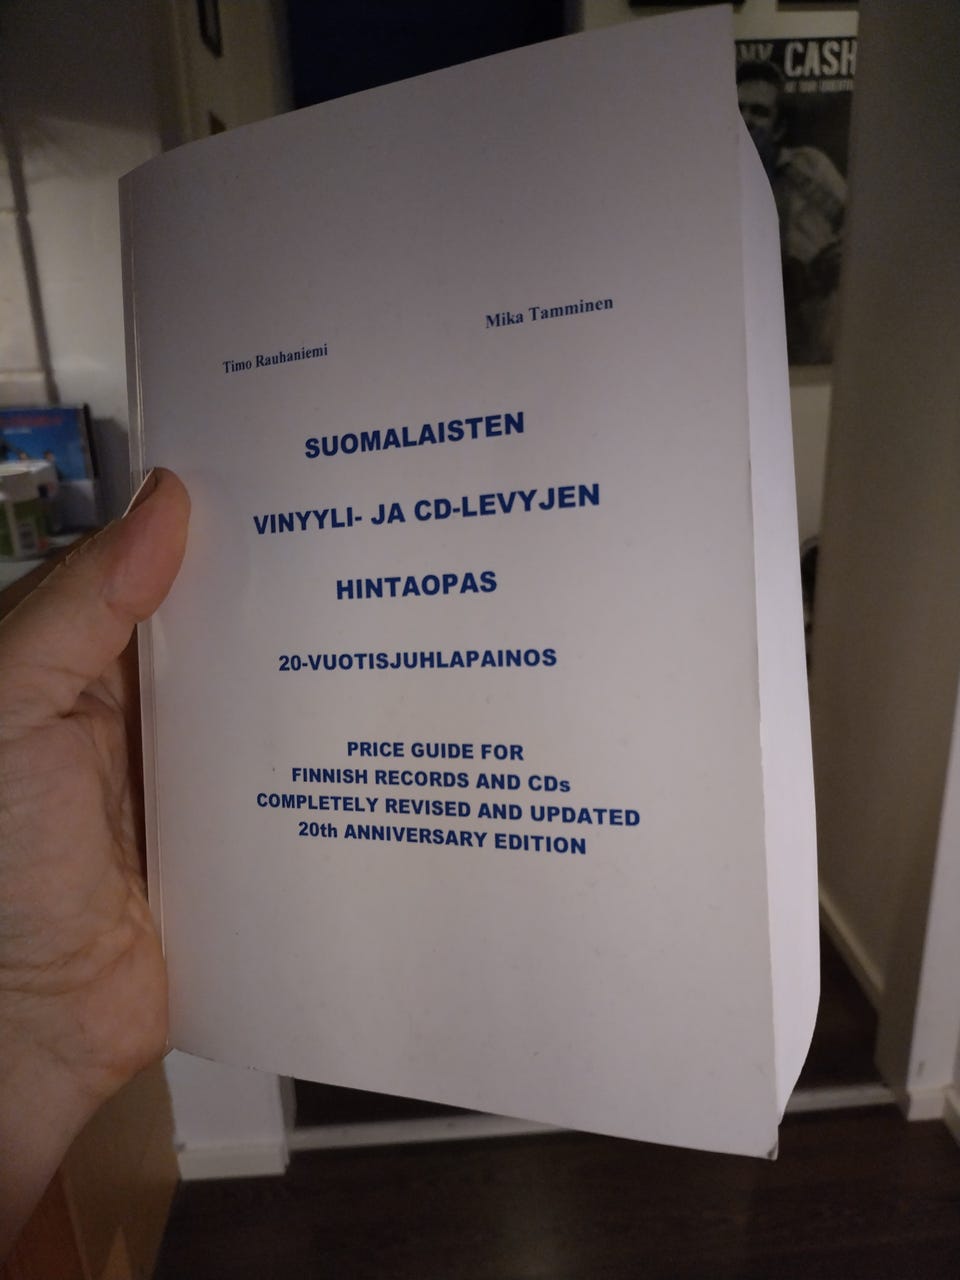 Mika Tamminen
Timo Rauhaniemi
SUOMALAISTEN
VINYYLI- JA CD-LEVYJEN
HINTAOPAS
20-VUOTISJUHLAPAINOS
PRICE GUIDE FOR
FINNISH RECORDS AND CDs
COMPLETELY REVISED AND UPDATED
20th ANNIVERSARY EDITION
CASH